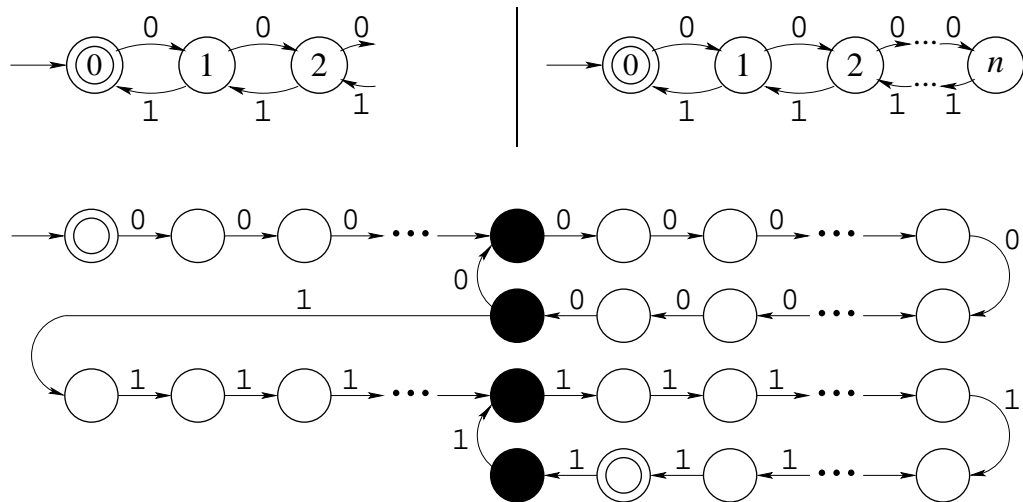 0 0 0 0 0 ... 0
0 1 2 0 1 2 n
1 1 1 1 1 1 ... 1
0 0 0 ... 0 0 0 ... 0
1 0 0 0 0 ...
1 1 1 ... 1 1 1 ... 1
1 1 1 1 ...